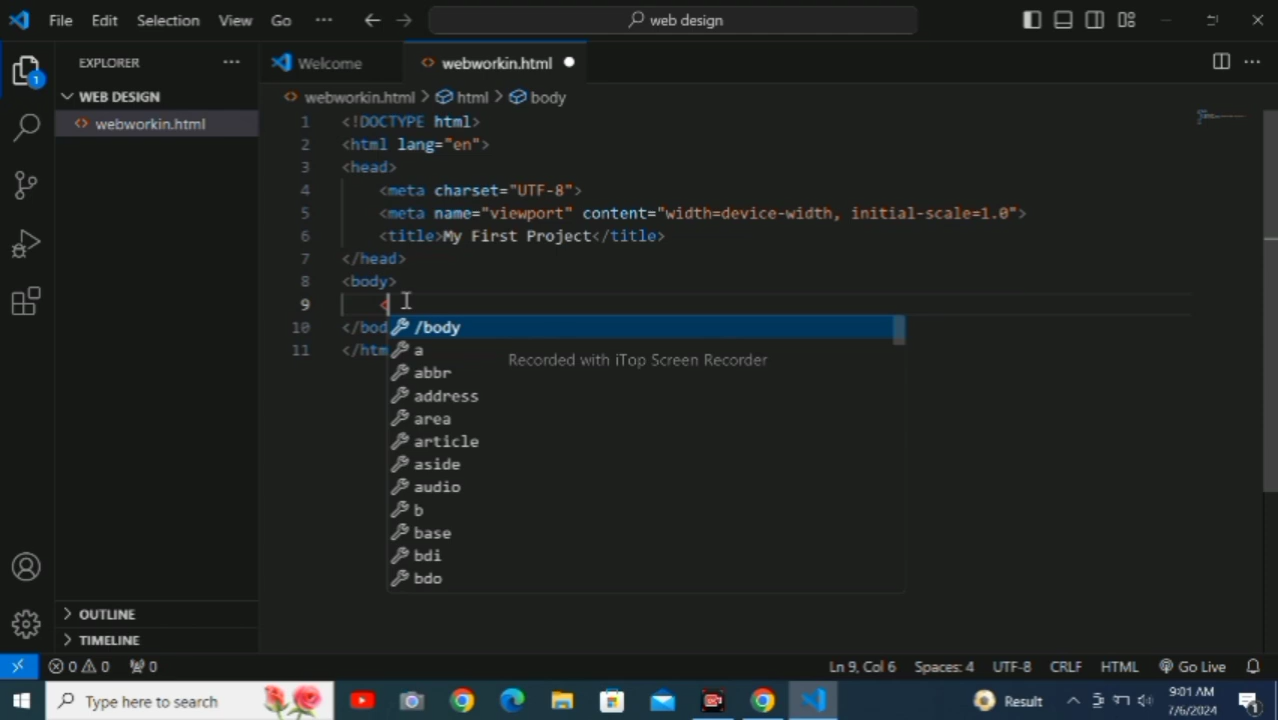 File Edit Selection View Go ··· web design
EXPLORER ···
Welcome webworkin.html
WEB DESIGN
webworkin.html > html > body
webworkin.html
1 <!DOCTYPE html>
2 <html lang="en">
3 <head>
4 <meta charset="UTF-8">
5 <meta name="viewport" content="width=device-width, initial-scale=1.0">
6 <title>My First Project</title>
7 </head>
8 <body>
9 <
10 </bod
11 </htm
/body
a
abbr
address
area
article
aside
audio
b
base
bdi
bdo
Recorded with iTop Screen Recorder
1
OUTLINE
TIMELINE
0 0 0 Ln 9, Col 6 Spaces: 4 UTF-8 CRLF HTML Go Live
Type here to search Result 9:01 AM
7/6/2024 1